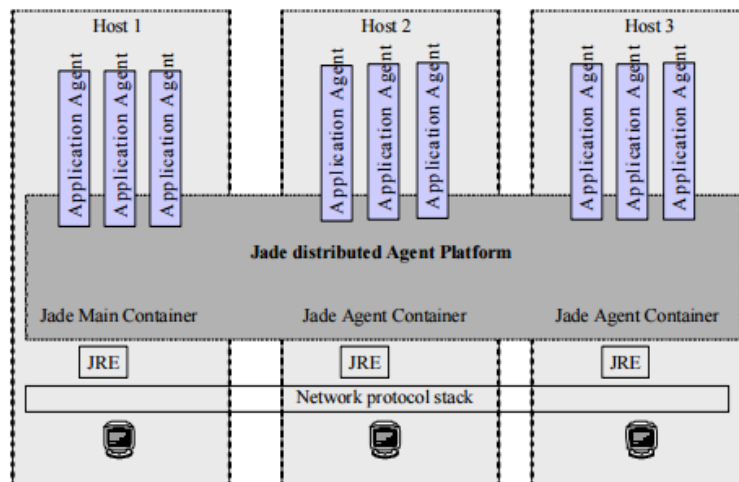 Host 1
Host 2
Host 3
Application Agent
Application Agent
Application Agent
Application Agent
Application Agent
Application Agent
Application Agent
Application Agent
Application Agent
Jade distributed Agent Platform
Jade Main Container
Jade Agent Container
Jade Agent Container
JRE
JRE
JRE
Network protocol stack